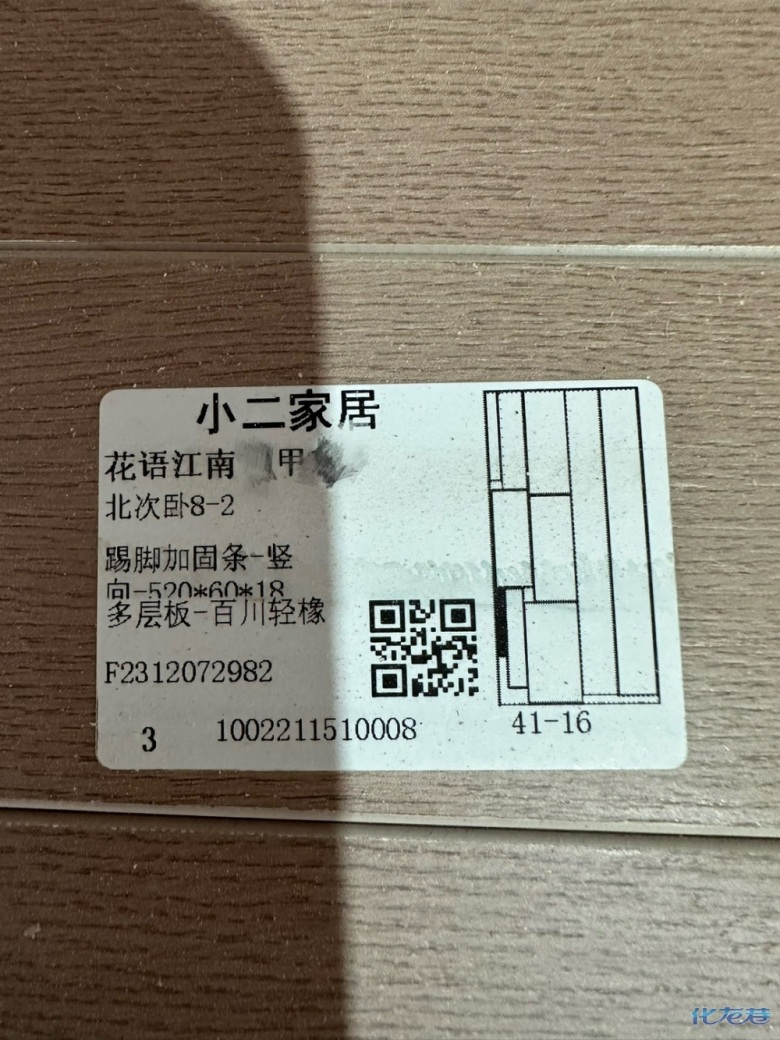 小二家居
花语江南 甲
北次卧8-2
踢脚加固条-竖
向-520*60*18
多层板-百川轻橡
F2312072982
3 1002211510008 41-16
化龙巷